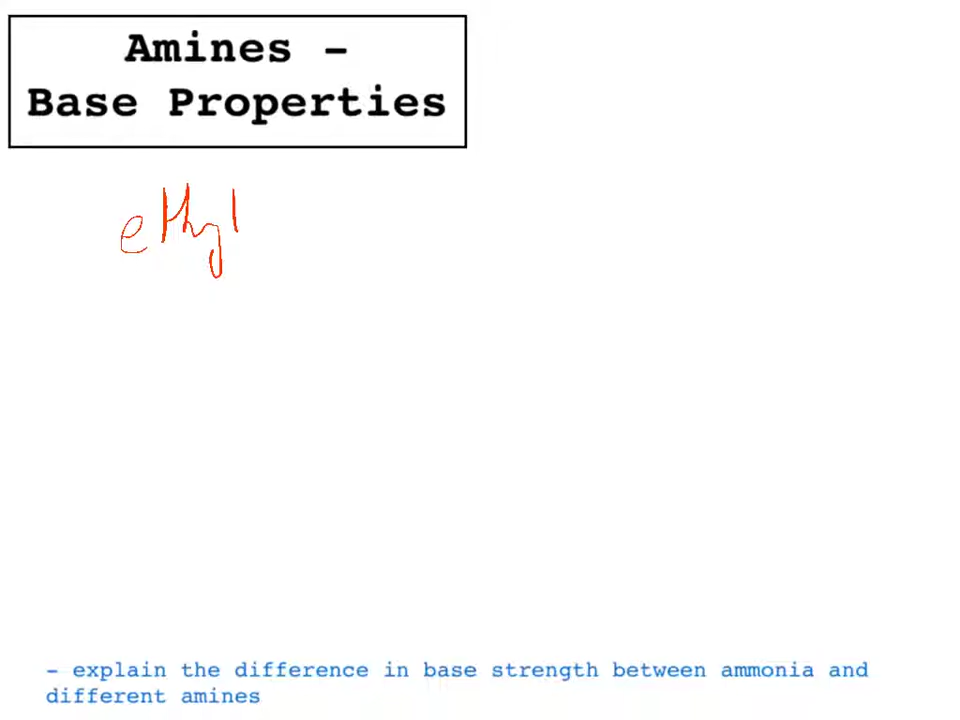 Amines –
Base Properties
ethyl
– explain the difference in base strength between ammonia and
different amines